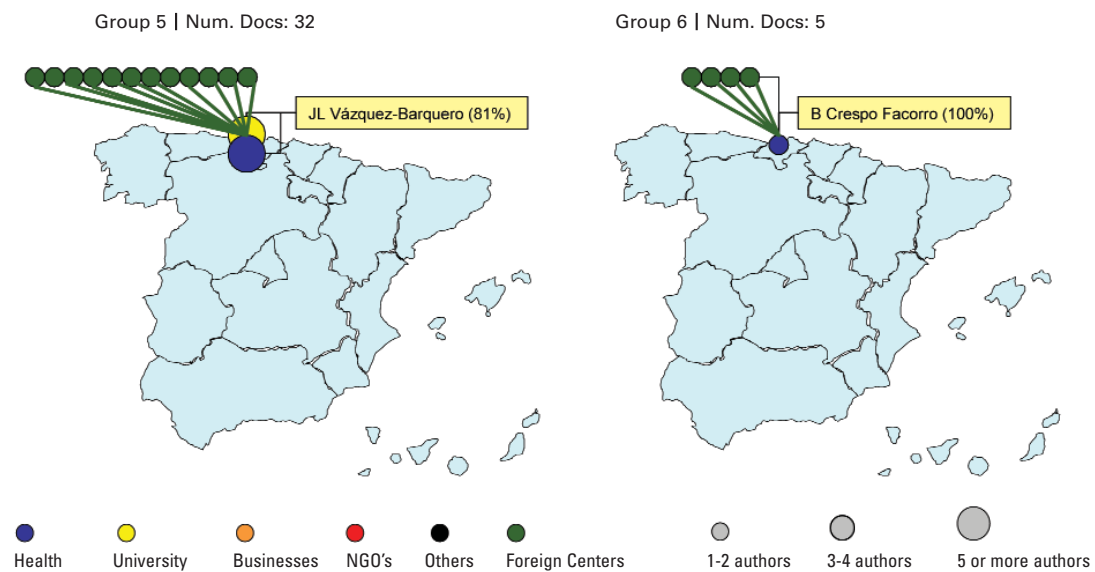 Group 5 | Num. Docs: 32
Group 6 | Num. Docs: 5
JL Vázquez-Barquero (81%)
B Crespo Facorro (100%)
Health
University
Businesses
NGO's
Others
Foreign Centers
1-2 authors
3-4 authors
5 or more authors